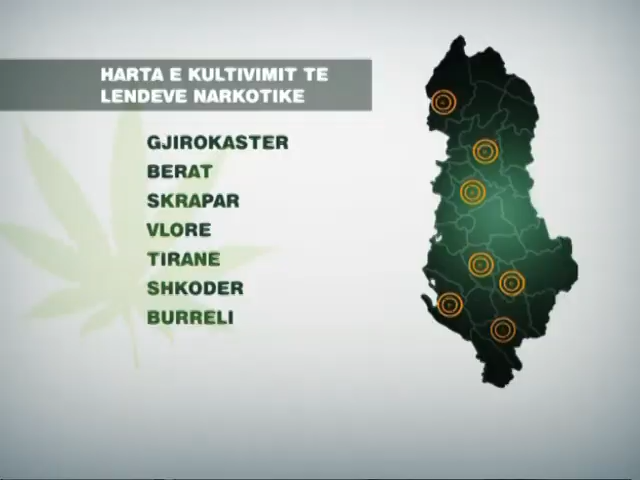 HARTA E KULTIVIMIT TE
LENDEVE NARKOTIKE
GJIROKASTER
BERAT
SKRAPAR
VLORE
TIRANE
SHKODER
BURRELI